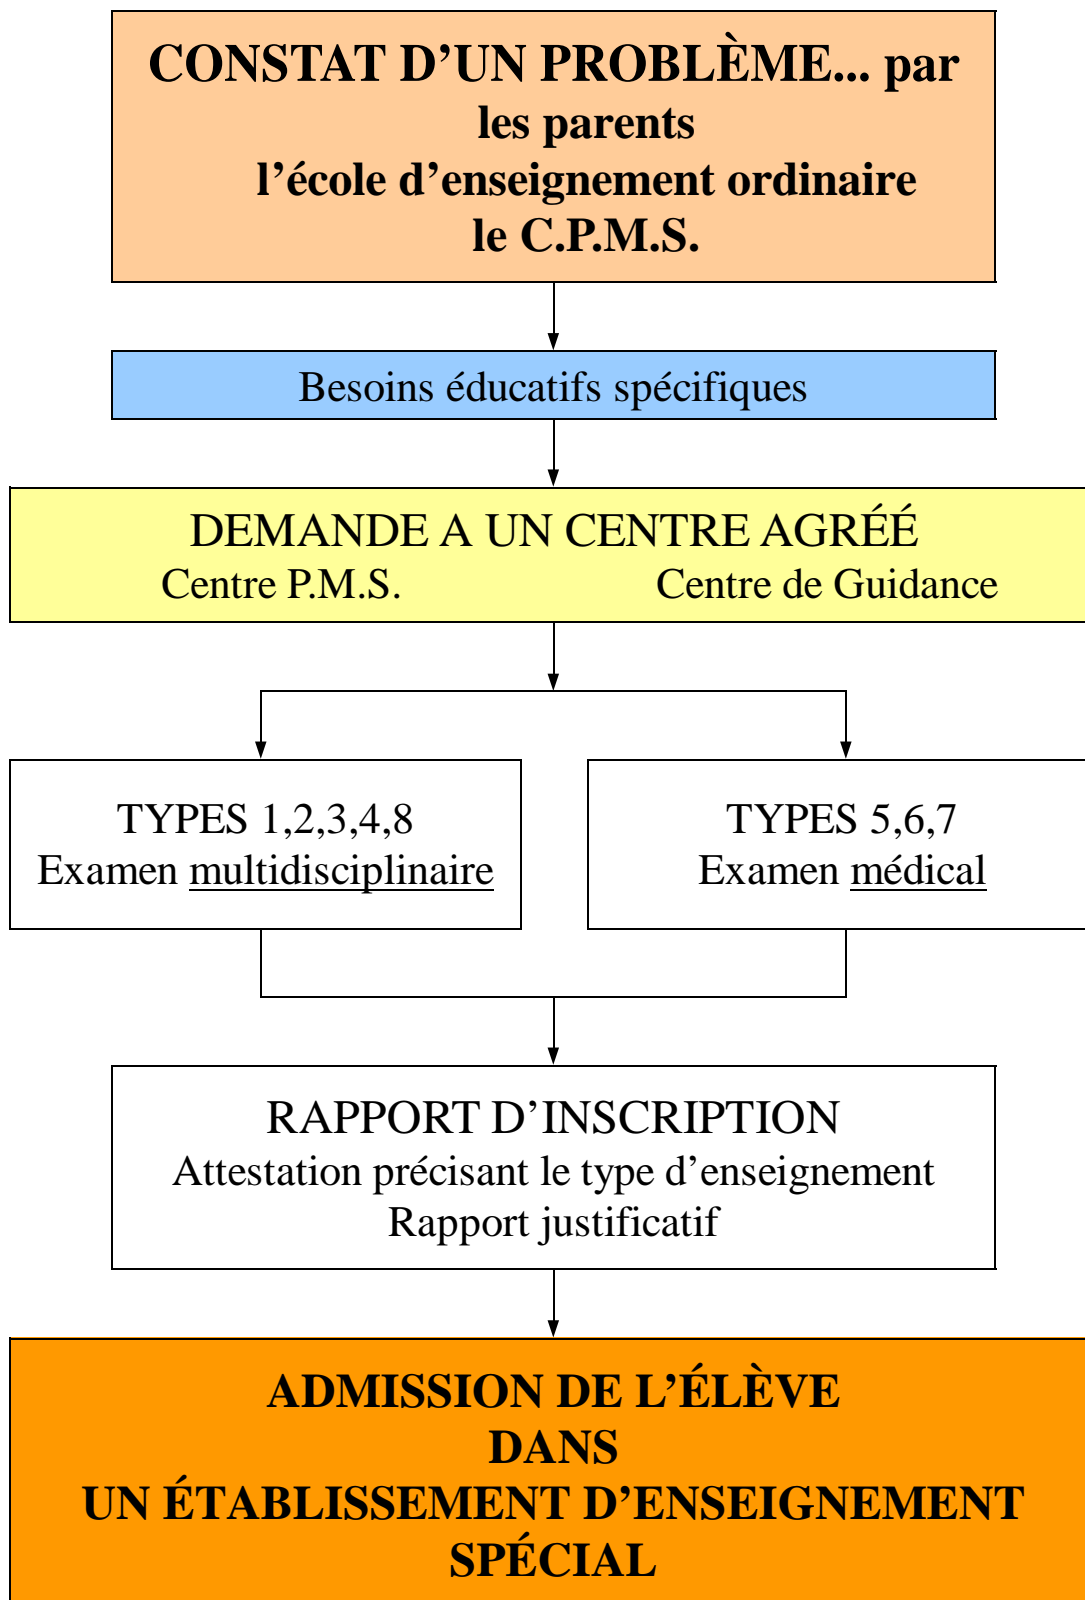 CONSTAT D’UN PROBLÈME... par
les parents
l’école d’enseignement ordinaire
le C.P.M.S.
Besoins éducatifs spécifiques
DEMANDE A UN CENTRE AGRÉÉ
Centre P.M.S. Centre de Guidance
TYPES 1,2,3,4,8
Examen multidisciplinaire
TYPES 5,6,7
Examen médical
RAPPORT D’INSCRIPTION
Attestation précisant le type d’enseignement
Rapport justificatif
ADMISSION DE L’ÉLÈVE
DANS
UN ÉTABLISSEMENT D’ENSEIGNEMENT
SPÉCIAL